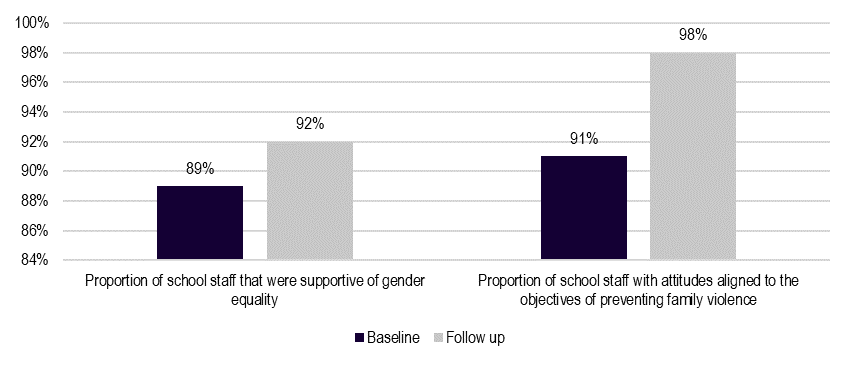 100%
98%
96%
94%
92%
90%
88%
86%
84%
89%
92%
91%
98%
Proportion of school staff that were supportive of gender
equality
Proportion of school staff with attitudes aligned to the
objectives of preventing family violence
Baseline
Follow up